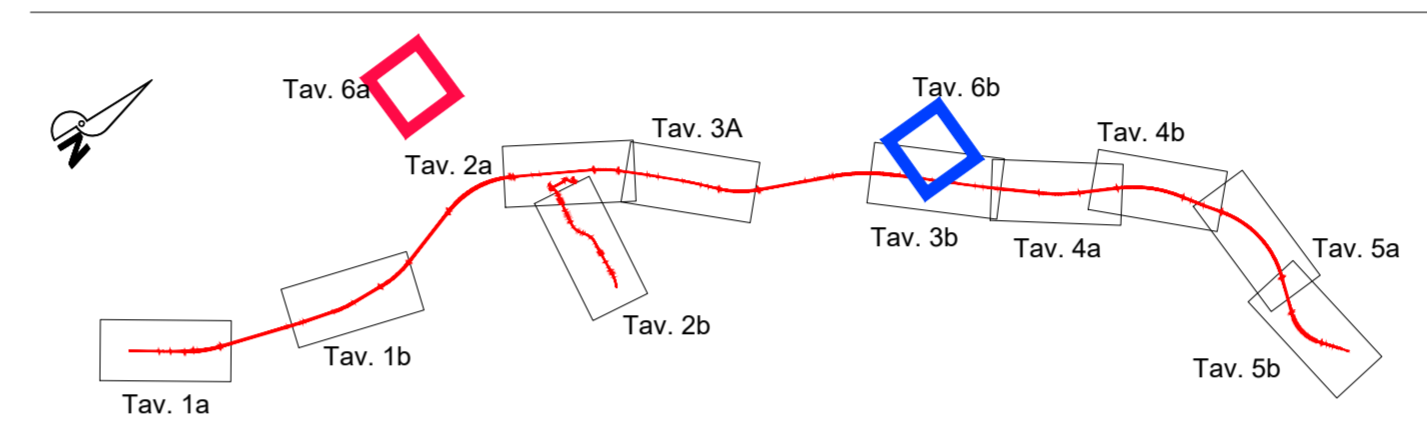 Tav. 6a
Tav. 6b
N
Tav. 3A
Tav. 4b
Tav. 2a
Tav. 3b
Tav. 4a
Tav. 5a
Tav. 2b
Tav. 1b
Tav. 5b
Tav. 1a